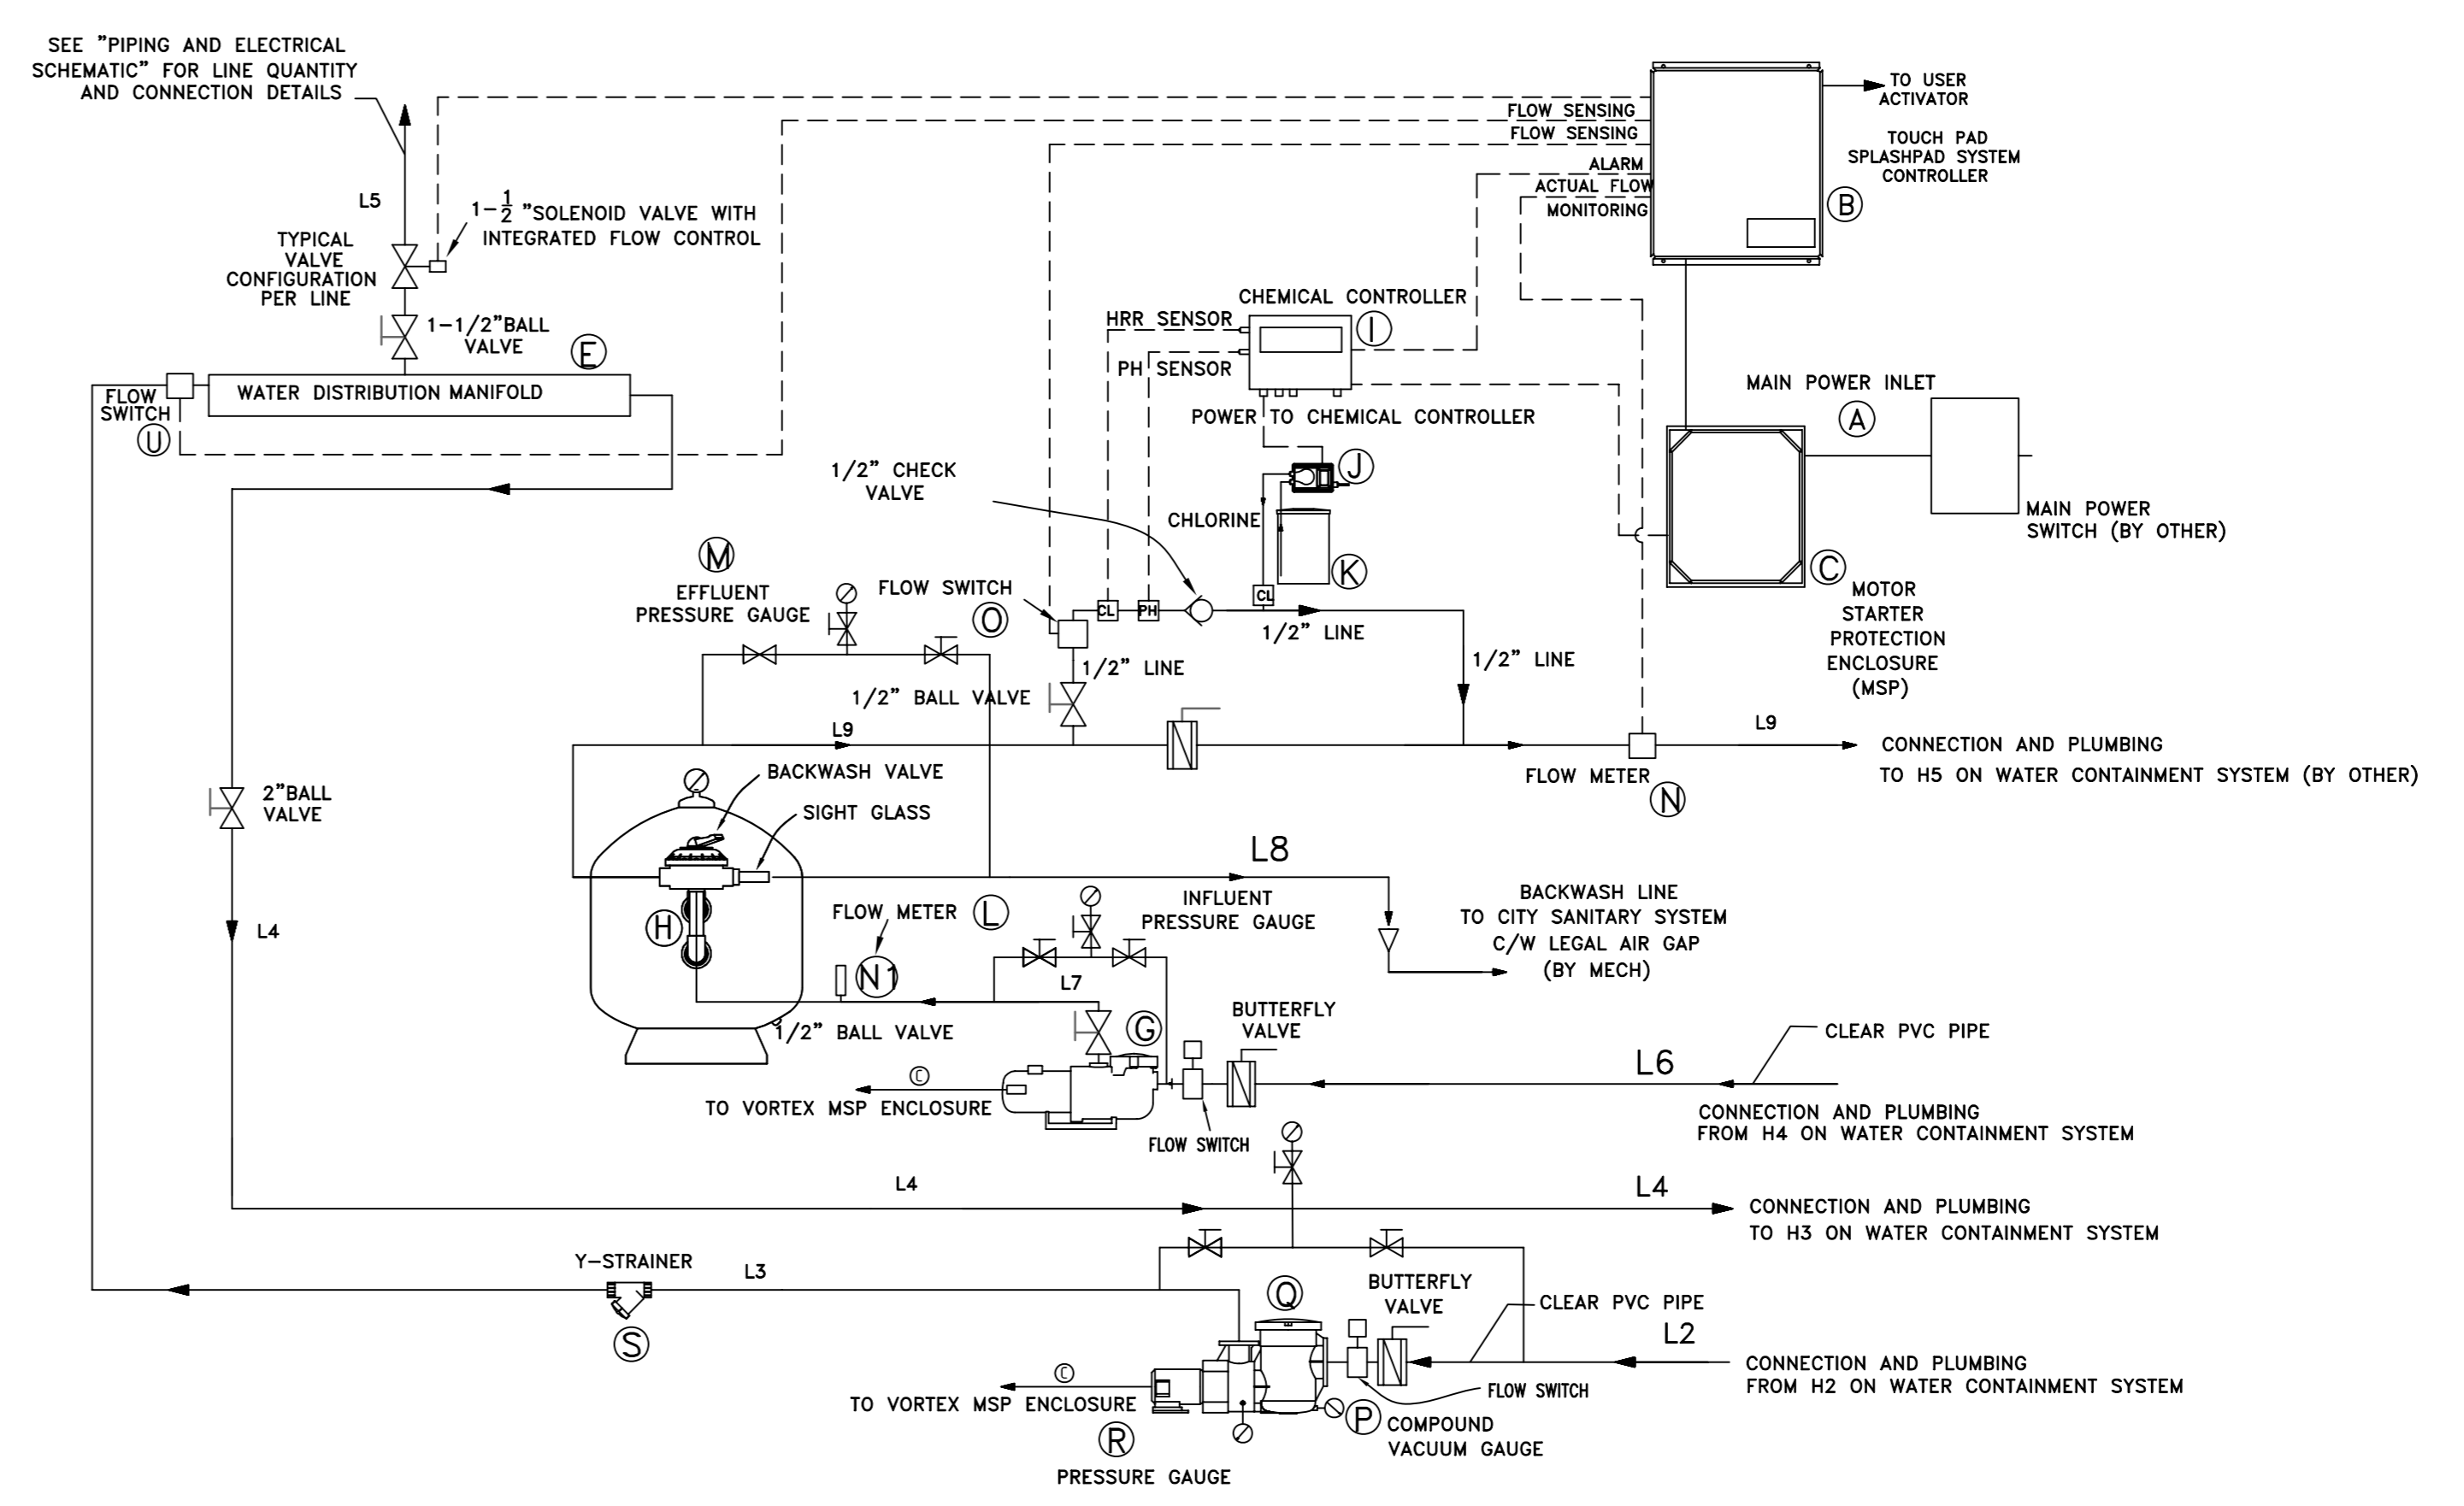 SEE "PIPING AND ELECTRICAL
SCHEMATIC" FOR LINE QUANTITY
AND CONNECTION DETAILS
L5
1-1/2 "SOLENOID VALVE WITH
INTEGRATED FLOW CONTROL
TYPICAL
VALVE
CONFIGURATION
PER LINE
1-1/2"BALL
VALVE
E
WATER DISTRIBUTION MANIFOLD
FLOW
SWITCH
U
FLOW SENSING
FLOW SENSING
ALARM
ACTUAL FLOW
MONITORING
TO USER
ACTIVATOR
TOUCH PAD
SPLASHPAD SYSTEM
CONTROLLER
B
CHEMICAL CONTROLLER
HRR SENSOR
I
PH SENSOR
POWER TO CHEMICAL CONTROLLER
MAIN POWER INLET
A
MAIN POWER
SWITCH (BY OTHER)
C
MOTOR
STARTER
PROTECTION
ENCLOSURE
(MSP)
1/2" CHECK
VALVE
J
CHLORINE
K
CL
PH
CL
M
EFFLUENT
PRESSURE GAUGE
FLOW SWITCH
O
1/2" LINE
1/2" LINE
1/2" LINE
1/2" BALL VALVE
L9
L9
CONNECTION AND PLUMBING
TO H5 ON WATER CONTAINMENT SYSTEM (BY OTHER)
FLOW METER
N
2"BALL
VALVE
BACKWASH VALVE
SIGHT GLASS
L8
L4
H
FLOW METER
L
N1
INFLUENT
PRESSURE GAUGE
BACKWASH LINE
TO CITY SANITARY SYSTEM
C/W LEGAL AIR GAP
(BY MECH)
L7
1/2" BALL VALVE
G
BUTTERFLY
VALVE
CLEAR PVC PIPE
L6
C
TO VORTEX MSP ENCLOSURE
FLOW SWITCH
CONNECTION AND PLUMBING
FROM H4 ON WATER CONTAINMENT SYSTEM
L4
L4
CONNECTION AND PLUMBING
TO H3 ON WATER CONTAINMENT SYSTEM
Y-STRAINER
L3
S
Q
BUTTERFLY
VALVE
CLEAR PVC PIPE
L2
CONNECTION AND PLUMBING
FROM H2 ON WATER CONTAINMENT SYSTEM
C
TO VORTEX MSP ENCLOSURE
FLOW SWITCH
P
COMPOUND
VACUUM GAUGE
R
PRESSURE GAUGE